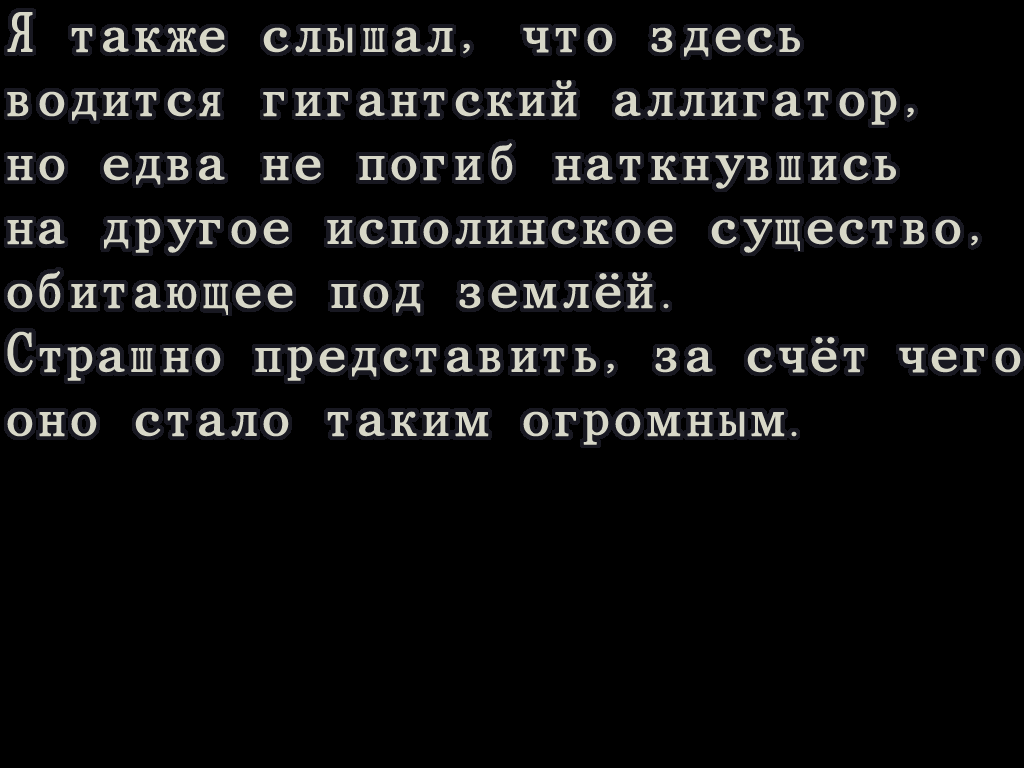 Я также слышал, что здесь
водится гигантский аллигатор,
но едва не погиб наткнувшись
на другое исполинское существо,
обитающее под землёй.
Страшно представить, за счёт чего
оно стало таким огромным.